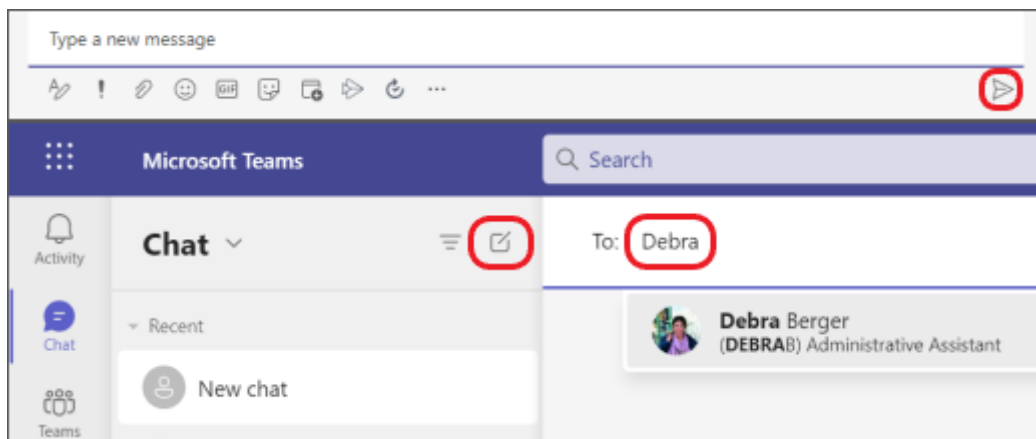 Type a new message
GIF
Microsoft Teams
Search
Activity
Chat
To: Debra
Chat
Recent
Debra Berger
(DEBRAB) Administrative Assistant
New chat
Teams